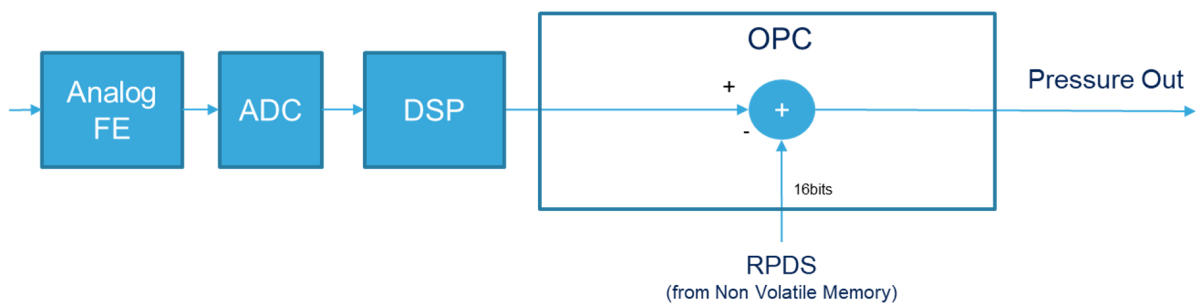 OPC
Analog
FE
ADC
DSP
+
+
-
Pressure Out
16bits
RPDS
(from Non Volatile Memory)